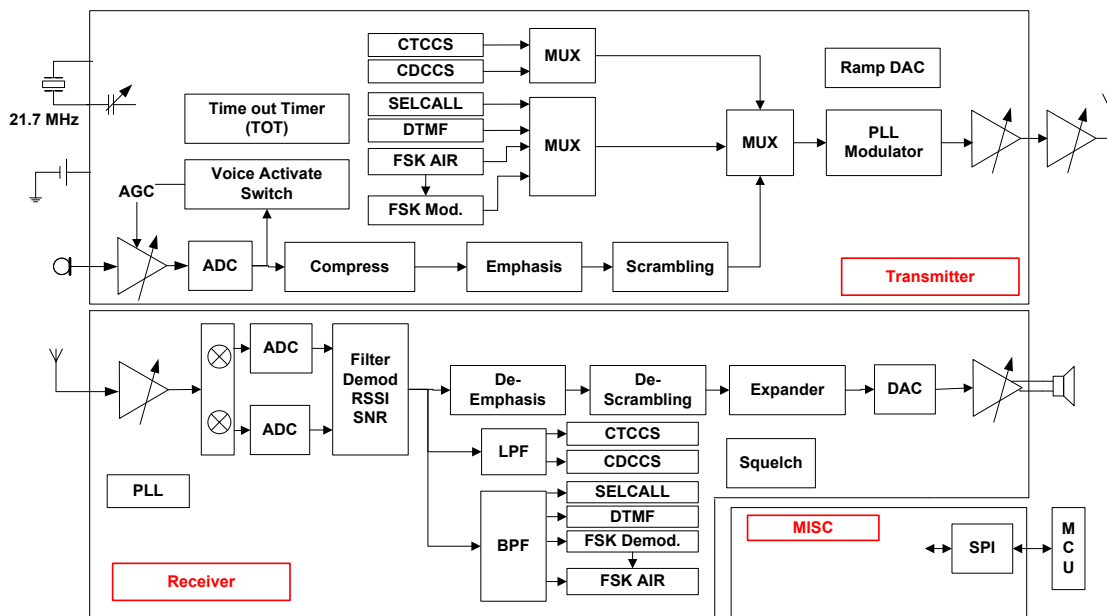 21.7 MHz
Time out Timer
(TOT)
Voice Activate
Switch
AGC
CTCCS
CDCCS
MUX
SELCALL
DTMF
FSK AIR
FSK Mod.
MUX
MUX
Ramp DAC
PLL
Modulator
ADC
Compress
Emphasis
Scrambling
Transmitter
ADC
ADC
Filter
Demod
RSSI
SNR
De-
Emphasis
De-
Scrambling
Expander
DAC
LPF
CTCCS
CDCCS
Squelch
PLL
BPF
SELCALL
DTMF
FSK Demod.
FSK AIR
Receiver
MISC
SPI
M
C
U